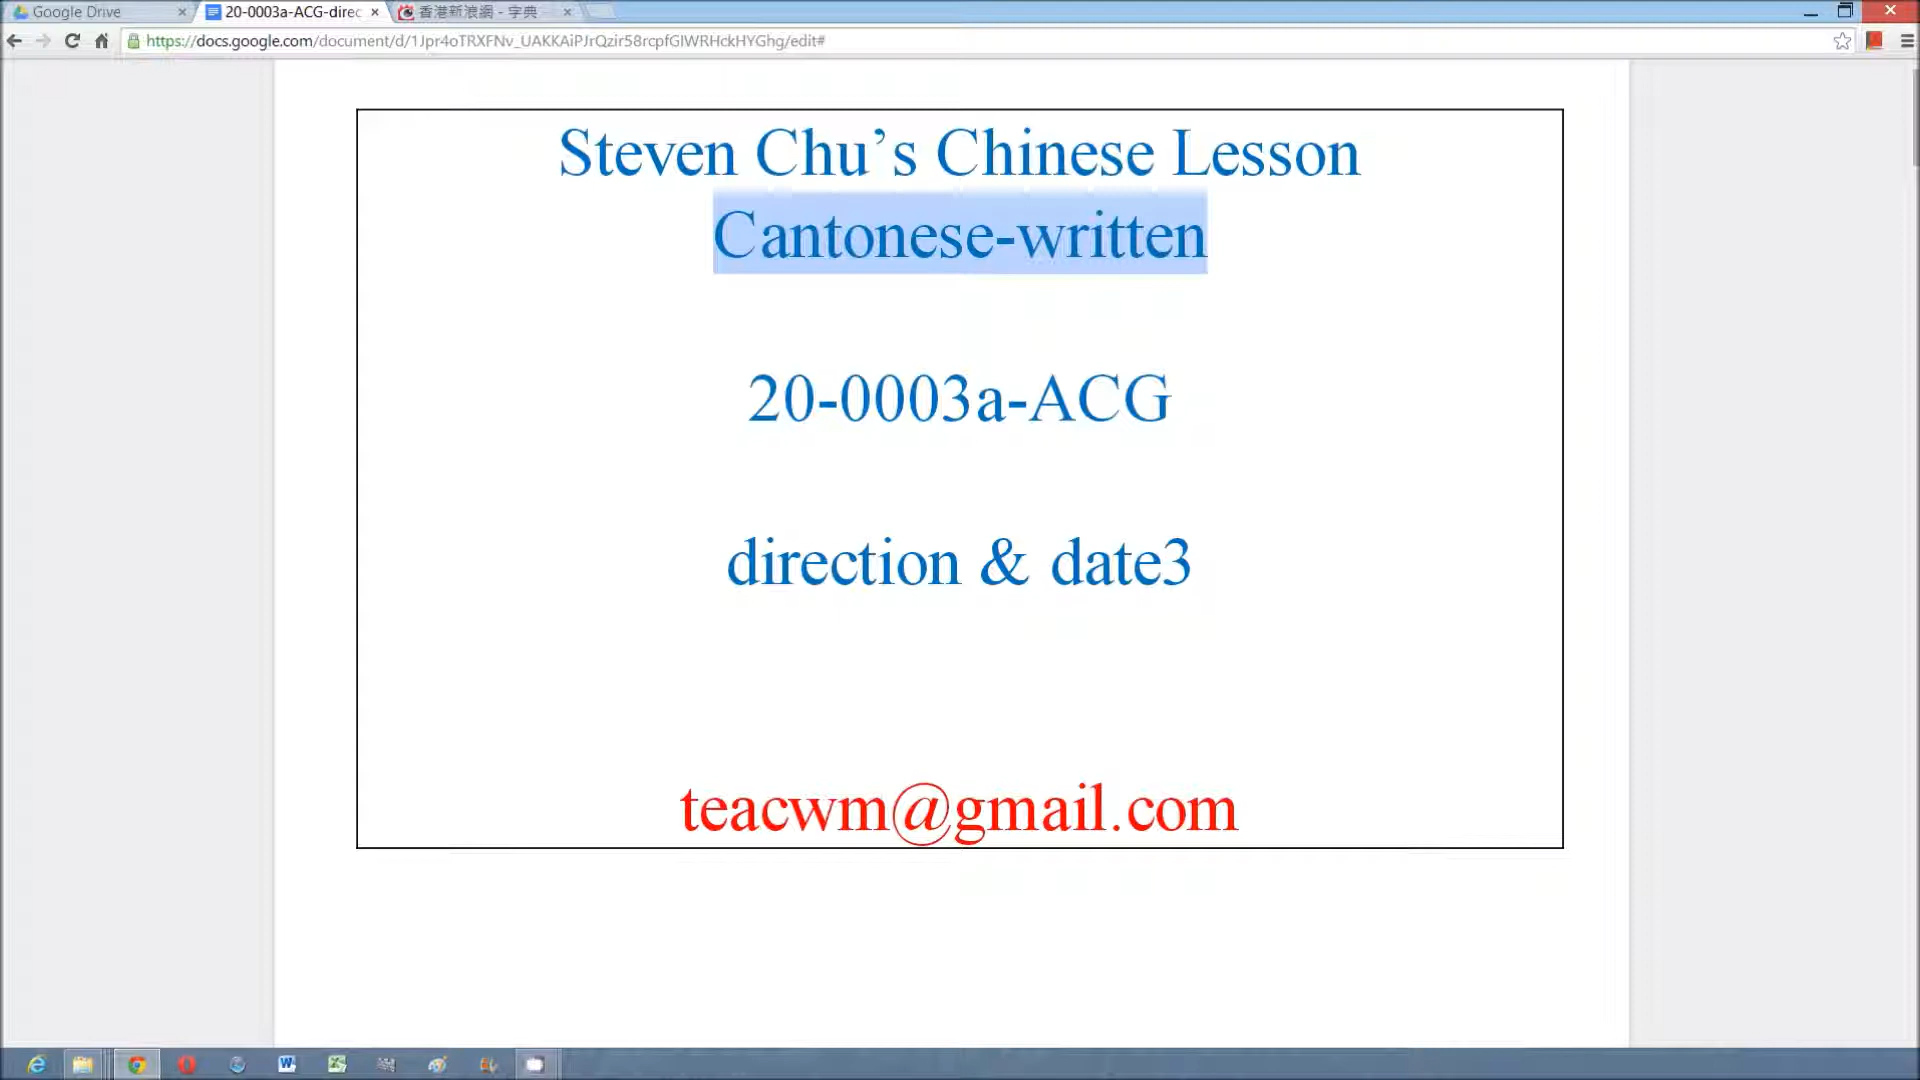 Google Drive
20-0003a-ACG-direc
香港新浪網 - 字典
https://docs.google.com/document/d/1Jpr4oTRXFNv_UAKKAiPJrQzir58rcpfGIWRHckHYGhg/edit#
Steven Chu’s Chinese Lesson
Cantonese-written
20-0003a-ACG
direction & date3
teacwm@gmail.com